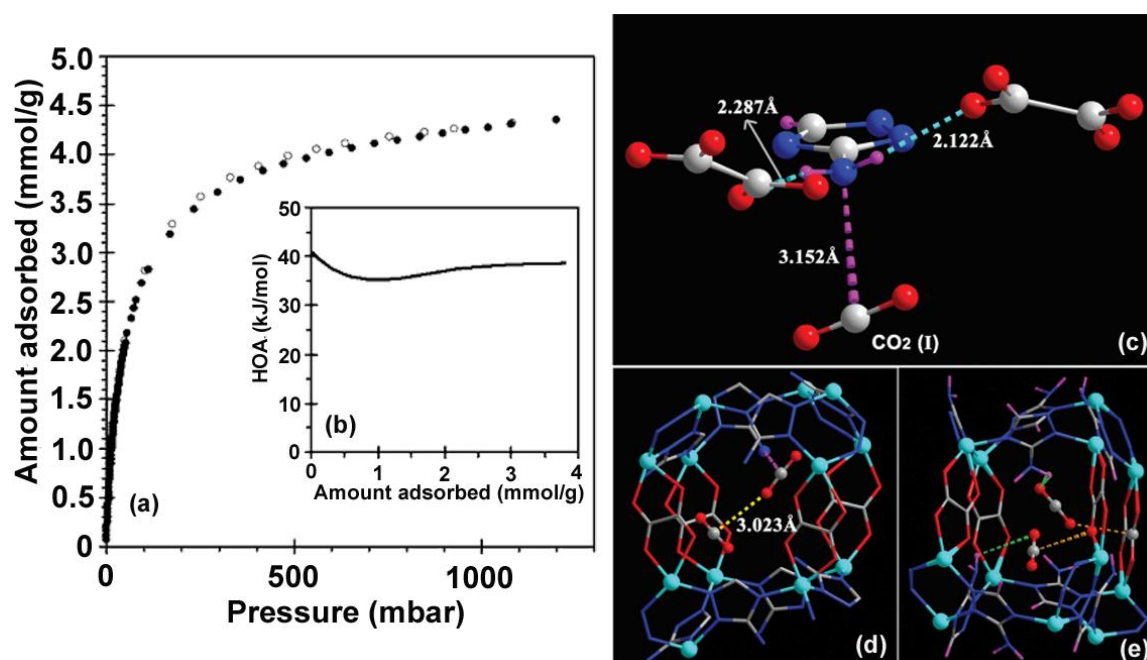 5.0
4.5
4.0
3.5
3.0
2.5
2.0
1.5
1.0
0.5
0
0
500
1000
Amount adsorbed (mmol/g)
Pressure (mbar)
(a)
50
40
30
20
10
0
0
1
2
3
4
HOA (kJ/mol)
Amount adsorbed (mmol/g)
(b)
2.287Å
2.122Å
3.152Å
CO2 (I)
(c)
3.023Å
(d)
(e)